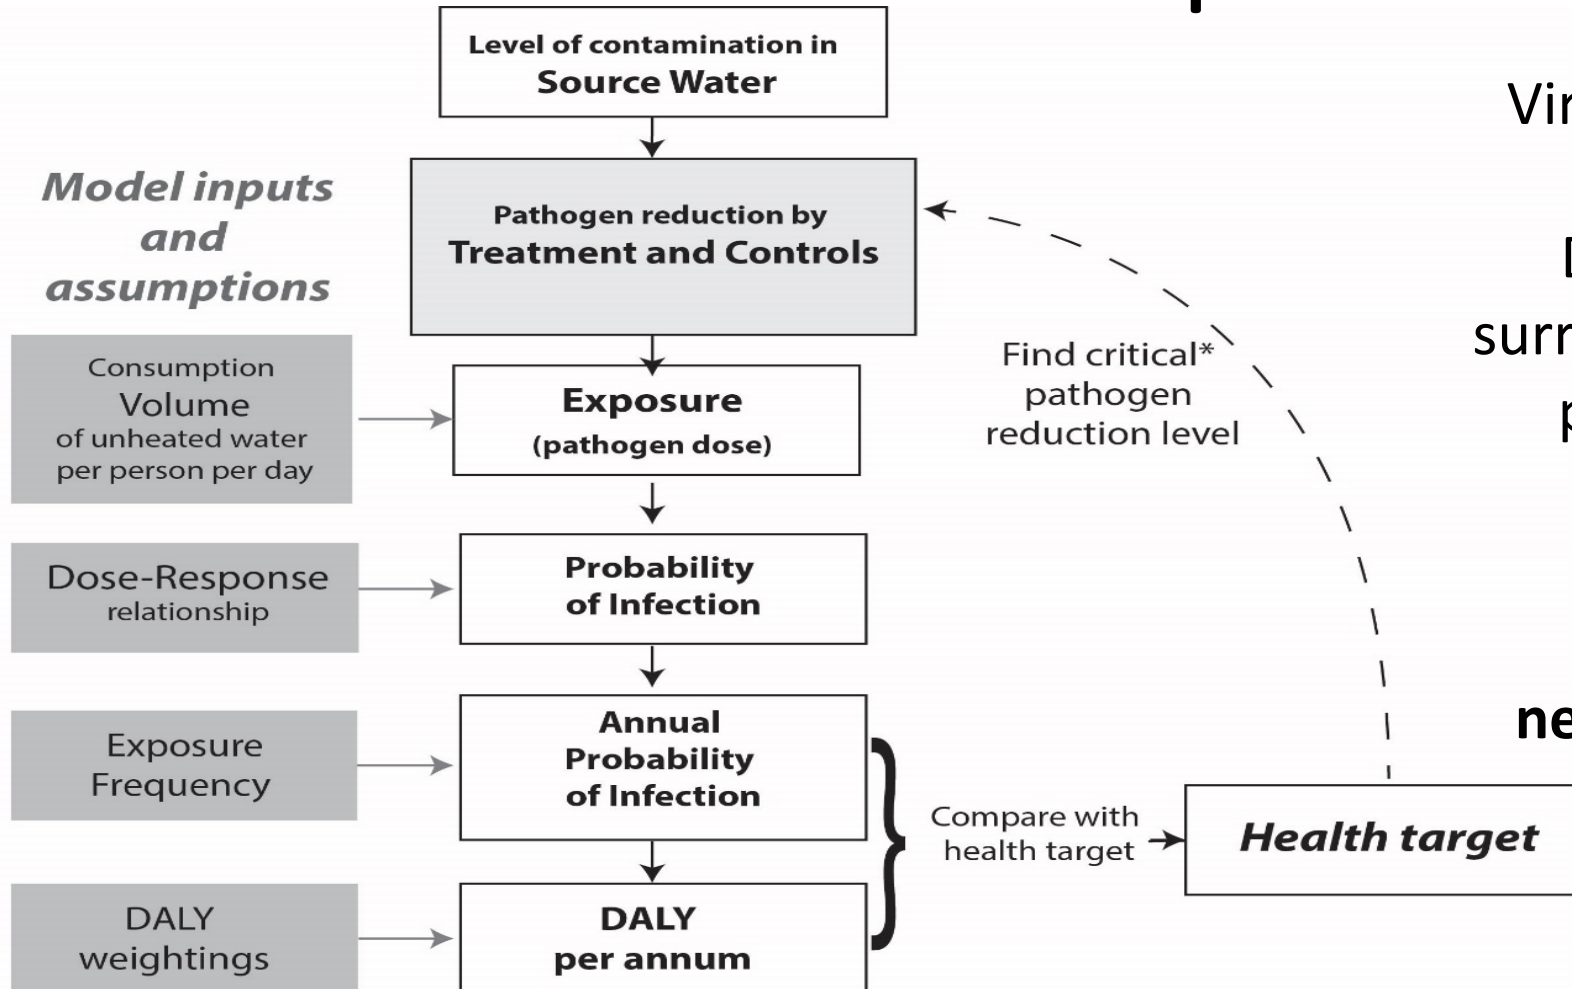 Level of contamination in
Source Water
Model inputs
and
assumptions
Pathogen reduction by
Treatment and Controls
Consumption
Volume
of unheated water
per person per day
Exposure
(pathogen dose)
Find critical*
pathogen
reduction level
Dose-Response
relationship
Probability
of Infection
Exposure
Frequency
Annual
Probability
of Infection
Compare with
health target
Health target
DALY
weightings
DALY
per annum